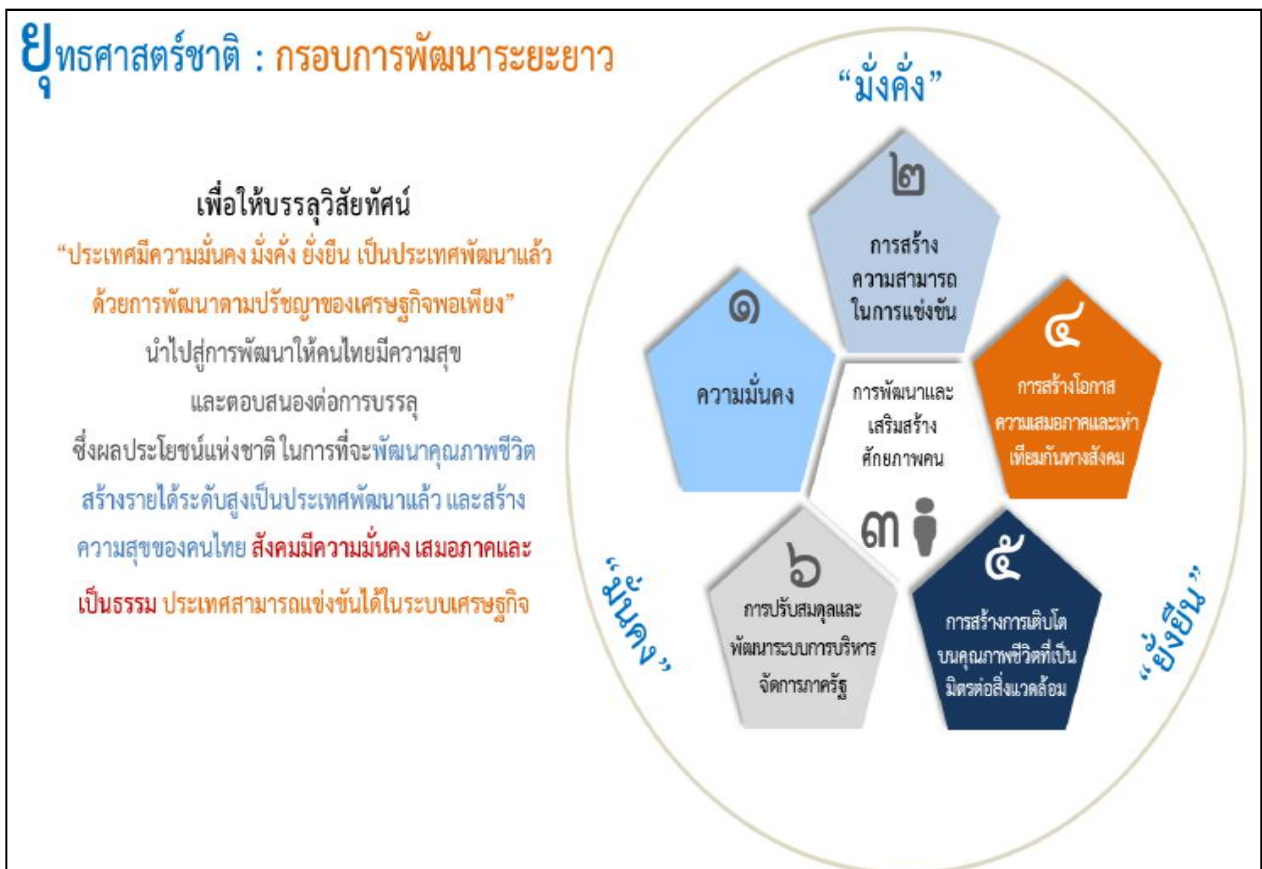 ยุทธศาสตร์ชาติ : กรอบการพัฒนาระยะยาว
เพื่อให้บรรลุวิสัยทัศน์
“ประเทศมีความมั่นคง มั่งคั่ง ยั่งยืน เป็นประเทศพัฒนาแล้ว
ด้วยการพัฒนาตามปรัชญาของเศรษฐกิจพอเพียง”
นำไปสู่การพัฒนาให้คนไทยมีความสุข
และตอบสนองต่อการบรรลุ
ซึ่งผลประโยชน์แห่งชาติ ในการที่จะพัฒนาคุณภาพชีวิต
สร้างรายได้ระดับสูงเป็นประเทศพัฒนาแล้ว และสร้าง
ความสุขของคนไทย สังคมมีความมั่นคง เสมอภาคและ
เป็นธรรม ประเทศสามารถแข่งขันได้ในระบบเศรษฐกิจ
“มั่งคั่ง”
๑
ความมั่นคง
๒
การสร้าง
ความสามารถ
ในการแข่งขัน
การพัฒนาและ
เสริมสร้าง
ศักยภาพคน
๓
๔
การสร้างโอกาส
ความเสมอภาคและเท่า
เทียมกันทางสังคม
๕
การสร้างการเติบโต
บนคุณภาพชีวิตที่เป็น
มิตรต่อสิ่งแวดล้อม
๖
การปรับสมดุลและ
พัฒนาระบบการบริหาร
จัดการภาครัฐ
“มั่นคง”
“ยั่งยืน”